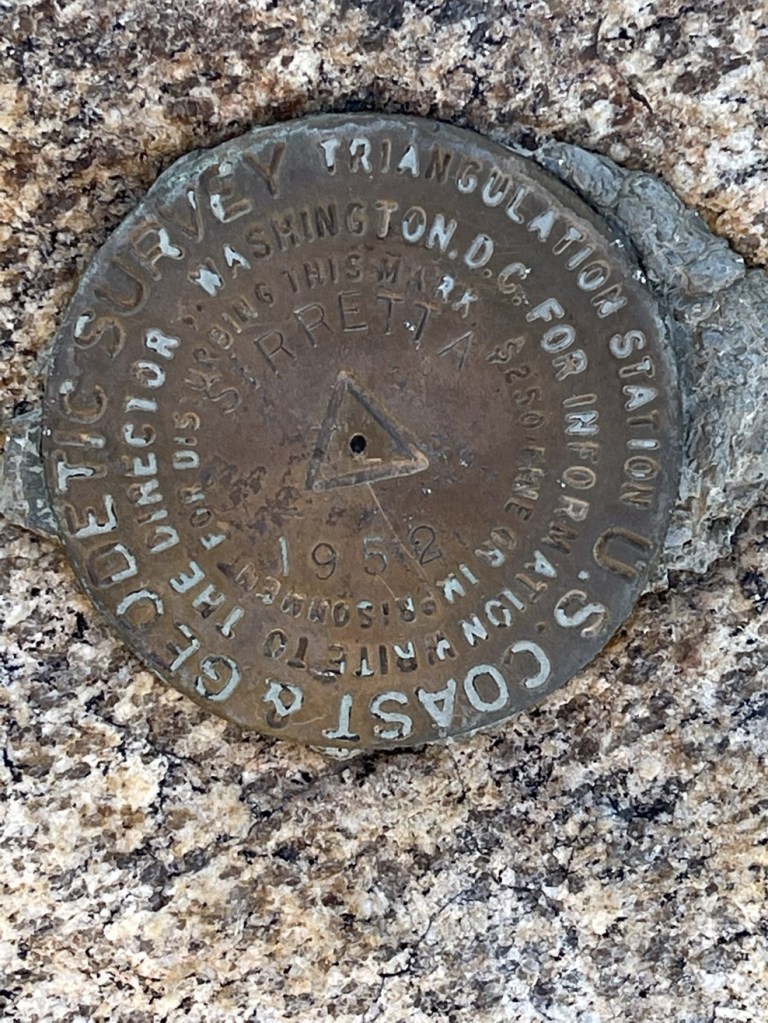 U.S. COAST & GEODETIC SURVEY
TRIANGULATION STATION
FOR INFORMATION WRITE TO THE DIRECTOR, WASHINGTON, D.C.
$250 FINE OR IMPRISONMENT FOR DISTURBING THIS MARK
SIRRETTA
1952